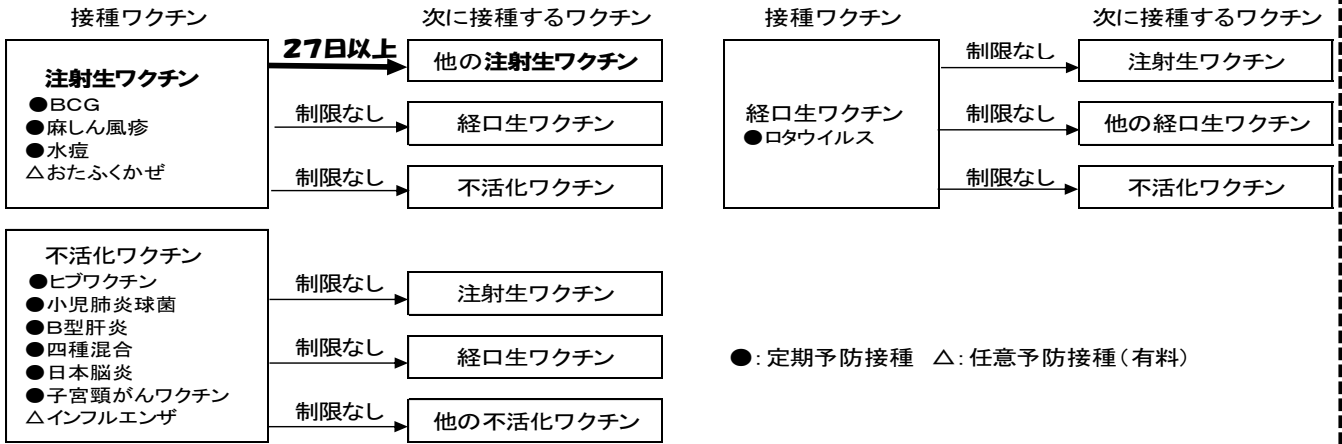 接種ワクチン
次に接種するワクチン
注射生ワクチン
●BCG
●麻しん風疹
●水痘
△おたふくかぜ
27日以上
他の注射生ワクチン
制限なし
経口生ワクチン
制限なし
不活化ワクチン
接種ワクチン
次に接種するワクチン
経口生ワクチン
●ロタウイルス
制限なし
注射生ワクチン
制限なし
他の経口生ワクチン
制限なし
不活化ワクチン
不活化ワクチン
●ヒブワクチン
●小児肺炎球菌
●B型肝炎
●四種混合
●日本脳炎
●子宮頸がんワクチン
△インフルエンザ
制限なし
注射生ワクチン
制限なし
経口生ワクチン
制限なし
他の不活化ワクチン
●:定期予防接種 △:任意予防接種(有料)